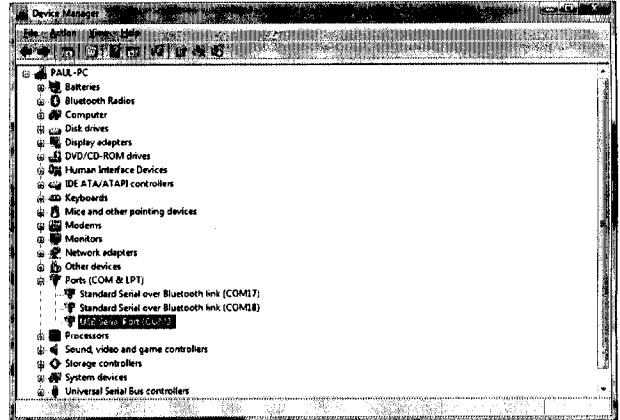 Device Manager
File Action View Help
PAUL-PC
Batteries
Bluetooth Radios
Computer
Disk drives
Display adapters
DVD/CD-ROM drives
Human Interface Devices
IDE ATA/ATAPI controllers
Keyboards
Mice and other pointing devices
Modems
Monitors
Network adapters
Other devices
Ports (COM & LPT)
Standard Serial over Bluetooth link (COM17)
Standard Serial over Bluetooth link (COM18)
USB Serial Port
Processors
Sound, video and game controllers
Storage controllers
System devices
Universal Serial Bus controllers